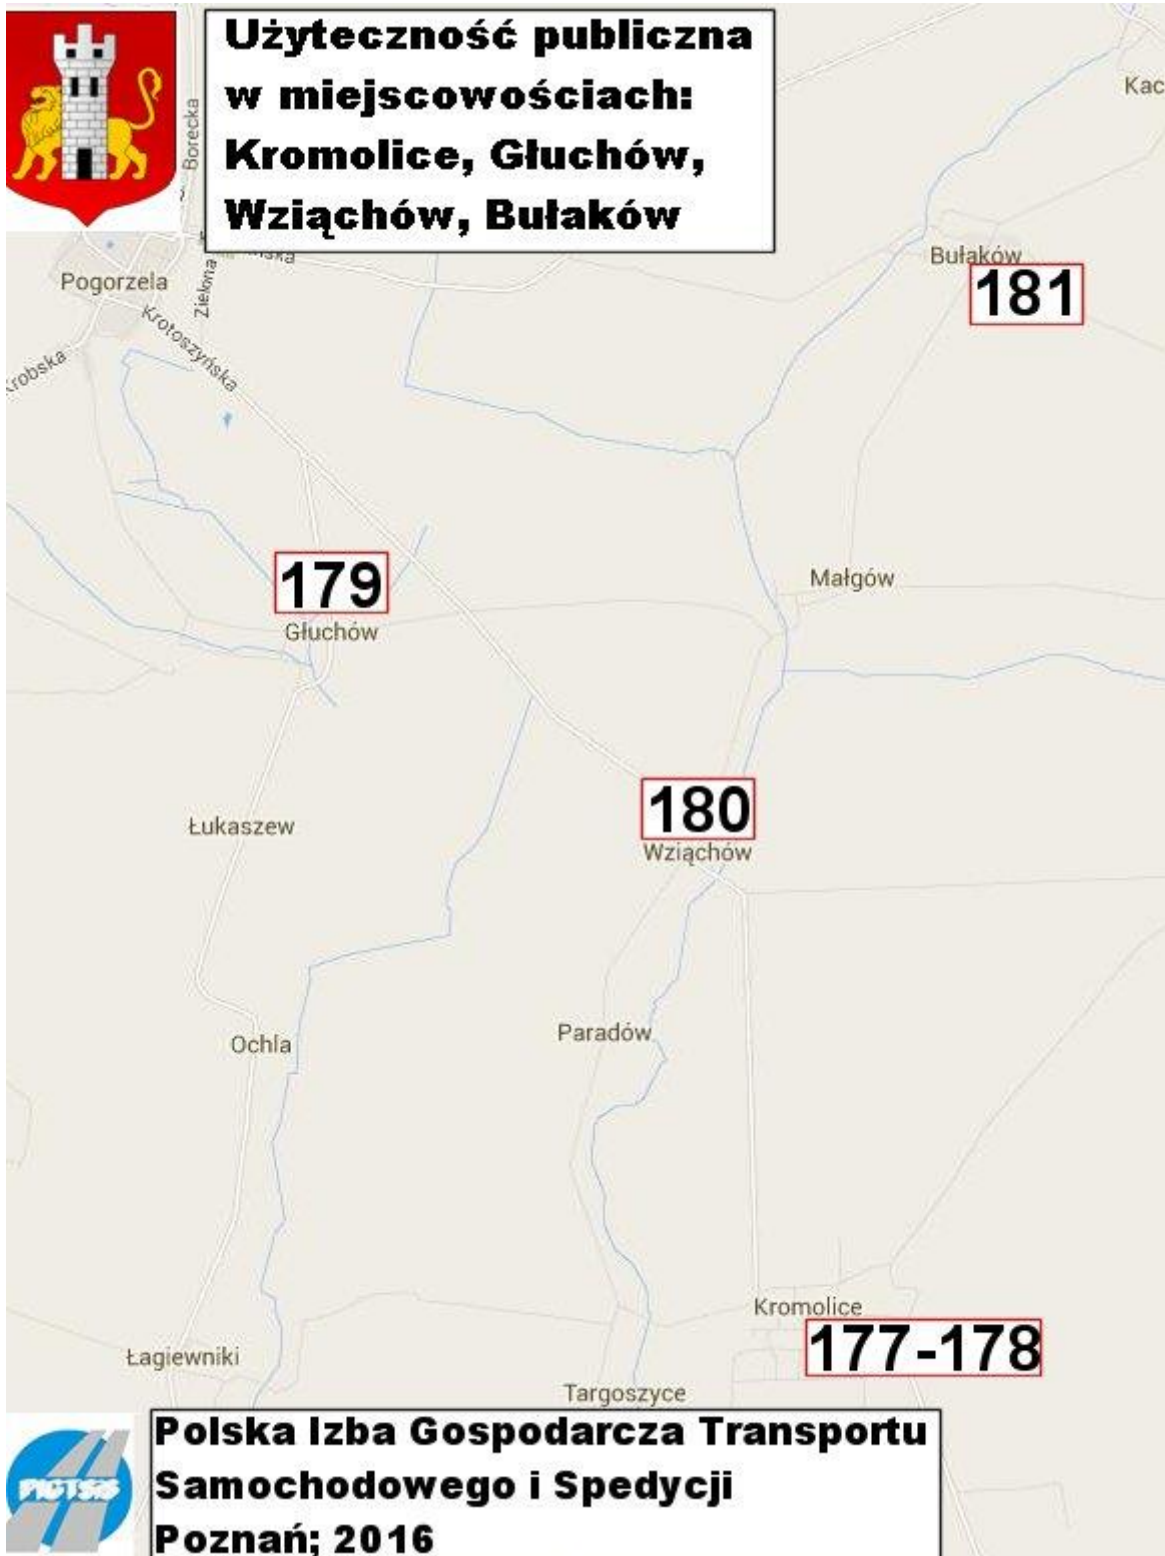 Użyteczność publiczna
w miejscowościach:
Kromolice, Głuchów,
Wziąchów, Bułaków
Borecka
Kac
Pogorzela
Zielona
Krotoszyńska
Krobska
Bułaków
181
Małgów
179
Głuchów
180
Wziąchów
Łukaszew
Ochla
Paradów
Kromolice
177-178
Łagiewniki
Targoszyce
PIGTSiS
Polska Izba Gospodarcza Transportu
Samochodowego i Spedycji
Poznań; 2016